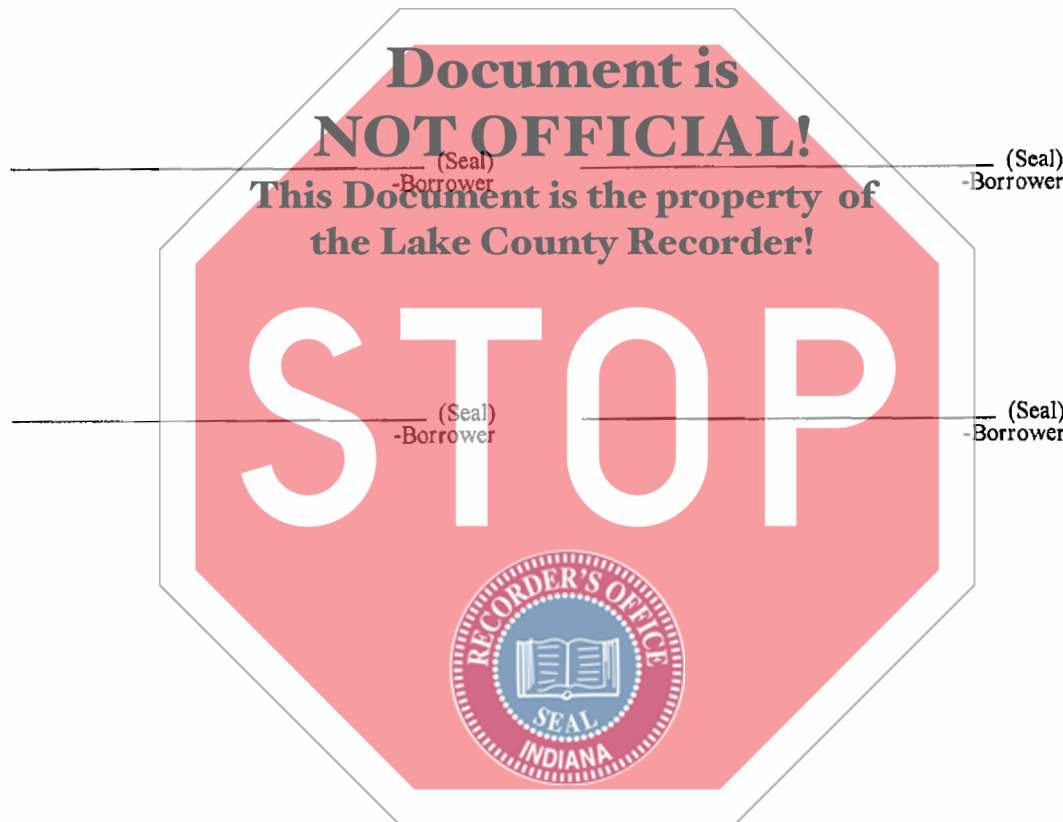 Document is
NOT OFFICIAL!
(Seal) (Seal)
-Borrower -Borrower
This Document is the property of
the Lake County Recorder!
STOP
(Seal) (Seal)
-Borrower -Borrower
RECORDER'S OFFICE
SEAL
INDIANA